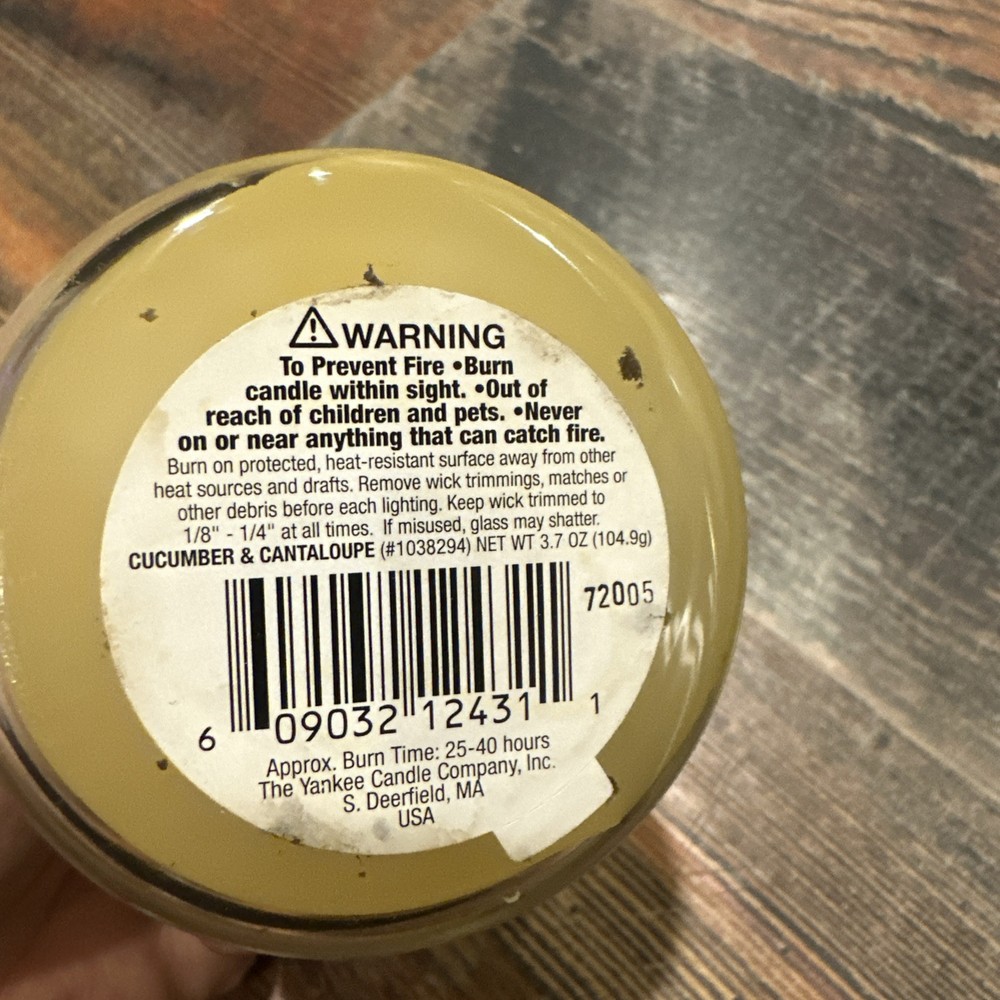 WARNING
To Prevent Fire •Burn
candle within sight. •Out of
reach of children and pets. •Never
on or near anything that can catch fire.
Burn on protected, heat-resistant surface away from other
heat sources and drafts. Remove wick trimmings, matches or
other debris before each lighting. Keep wick trimmed to
1/8" - 1/4" at all times. If misused, glass may shatter.
CUCUMBER & CANTALOUPE (#1038294) NET WT 3.7 OZ (104.9g)
72005
6 09032 12431 1
Approx. Burn Time: 25-40 hours
The Yankee Candle Company, Inc.
S. Deerfield, MA
USA